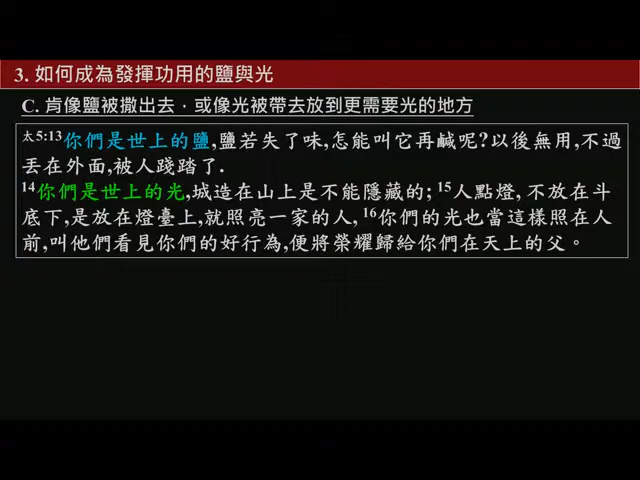 3. 如何成為發揮功用的鹽與光
C. 肯像鹽被撒出去，或像光被帶去放到更需要光的地方
太5:13你們是世上的鹽,鹽若失了味,怎能叫它再鹹呢?以後無用,不過
丟在外面,被人踐踏了.
14你們是世上的光,城造在山上是不能隱藏的; 15人點燈, 不放在斗
底下,是放在燈臺上,就照亮一家的人, 16你們的光也當這樣照在人
前,叫他們看見你們的好行為,便將榮耀歸給你們在天上的父。